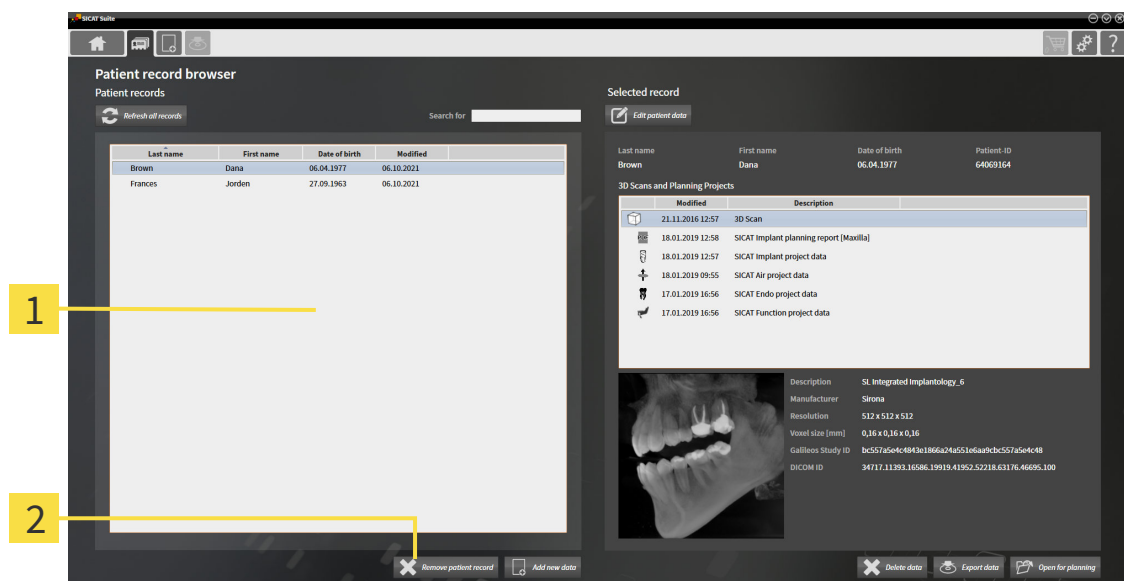 SICAT Suite
Patient record browser
Patient records
Refresh all records
Search for
Last name First name Date of birth Modified
Brown Dana 06.04.1977 06.10.2021
Frances Jorden 27.09.1963 06.10.2021
1
2
Remove patient record
Add new data
Selected record
Edit patient data
Last name First name Date of birth Patient-ID
Brown Dana 06.04.1977 64069164
3D Scans and Planning Projects
Modified Description
21.11.2016 12:57 3D Scan
18.01.2019 12:58 SICAT Implant planning report [Maxilla]
18.01.2019 12:57 SICAT Implant project data
18.01.2019 09:55 SICAT Air project data
17.01.2019 16:56 SICAT Endo project data
17.01.2019 16:56 SICAT Function project data
Description SL Integrated Implantology_6
Manufacturer Sirona
Resolution 512 x 512 x 512
Voxel size [mm] 0,16 x 0,16 x 0,16
Galileos Study ID bc557a5e4c4843e1866a24a551e6aa9cbc557a5e4c48
DICOM ID 34717.11393.16586.19919.41952.52218.63176.46695.100
Delete data
Export data
Open for planning